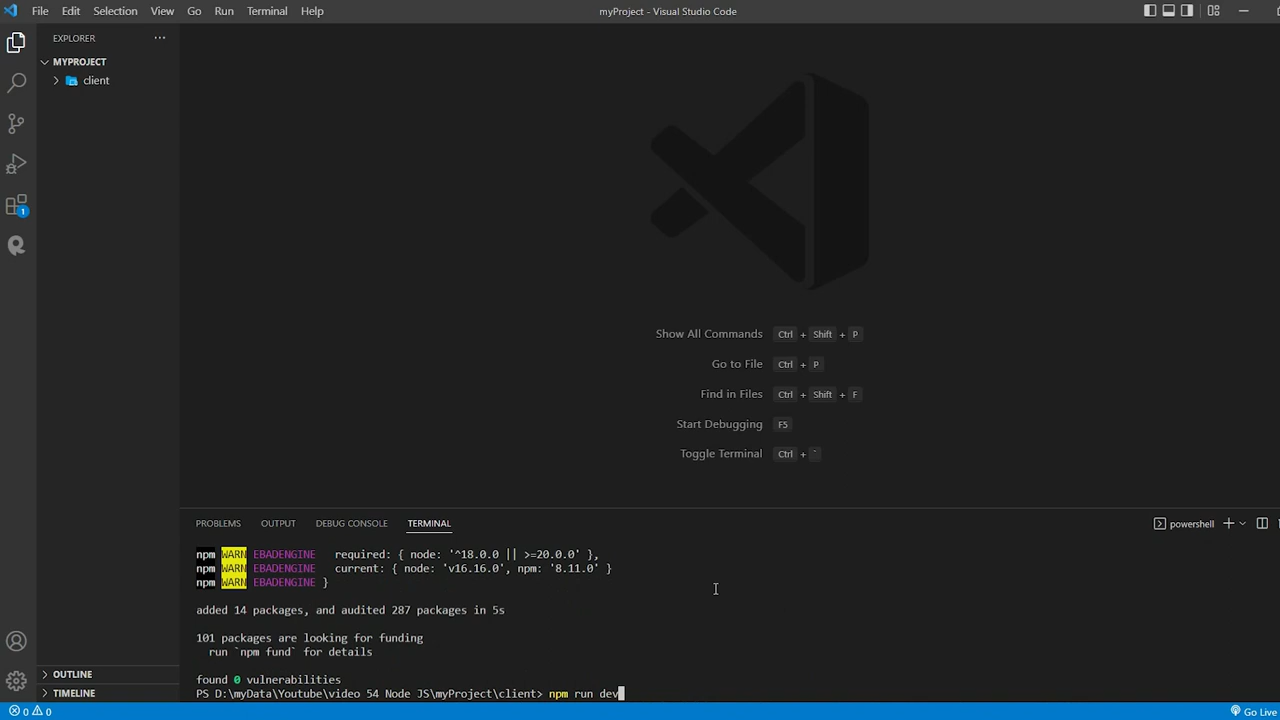 File Edit Selection View Go Run Terminal Help
myProject - Visual Studio Code
EXPLORER
MYPROJECT
client
1
Show All Commands Ctrl + Shift + P
Go to File Ctrl + P
Find in Files Ctrl + Shift + F
Start Debugging F5
Toggle Terminal Ctrl + ¨
PROBLEMS OUTPUT DEBUG CONSOLE TERMINAL
powershell
npm WARN EBADENGINE   required: { node: '^18.0.0 || >=20.0.0' },
npm WARN EBADENGINE   current: { node: 'v16.16.0', npm: '8.11.0' }
npm WARN EBADENGINE }
added 14 packages, and audited 287 packages in 5s
101 packages are looking for funding
run `npm fund` for details
found 0 vulnerabilities
PS D:\myData\Youtube\video 54 Node JS\myProject\client> npm run dev
OUTLINE
TIMELINE
0 0
Go Live